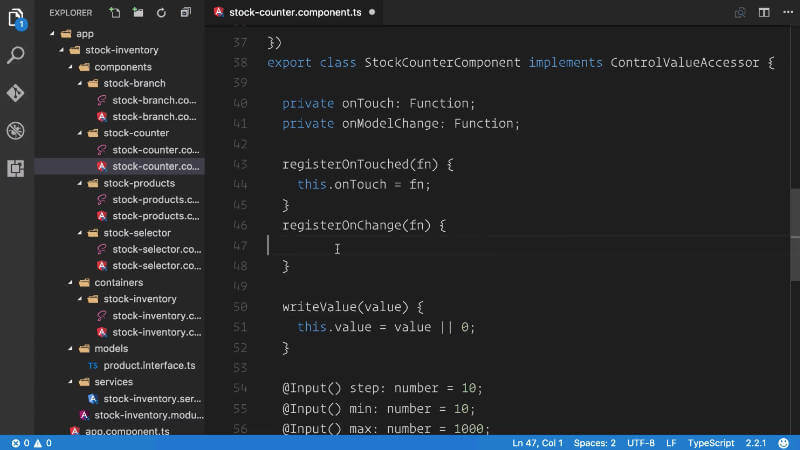 EXPLORER
stock-counter.component.ts
1
app
stock-inventory
components
stock-branch
stock-branch.co...
stock-branch.co...
stock-counter
stock-counter.co...
stock-counter.co...
stock-products
stock-products.c...
stock-products.c...
stock-selector
stock-selector.co...
stock-selector.co...
containers
stock-inventory
stock-inventory.c...
stock-inventory.c...
models
TS product.interface.ts
services
stock-inventory.ser...
stock-inventory.modu...
app.component.ts
37 })
38 export class StockCounterComponent implements ControlValueAccessor {
39
40 private onTouch: Function;
41 private onModelChange: Function;
42
43 registerOnTouched(fn) {
44 this.onTouch = fn;
45 }
46 registerOnChange(fn) {
47
48 }
49
50 writeValue(value) {
51 this.value = value || 0;
52 }
53
54 @Input() step: number = 10;
55 @Input() min: number = 10;
56 @Input() max: number = 1000;
0 0 Ln 47, Col 1 Spaces: 2 UTF-8 LF TypeScript 2.2.1